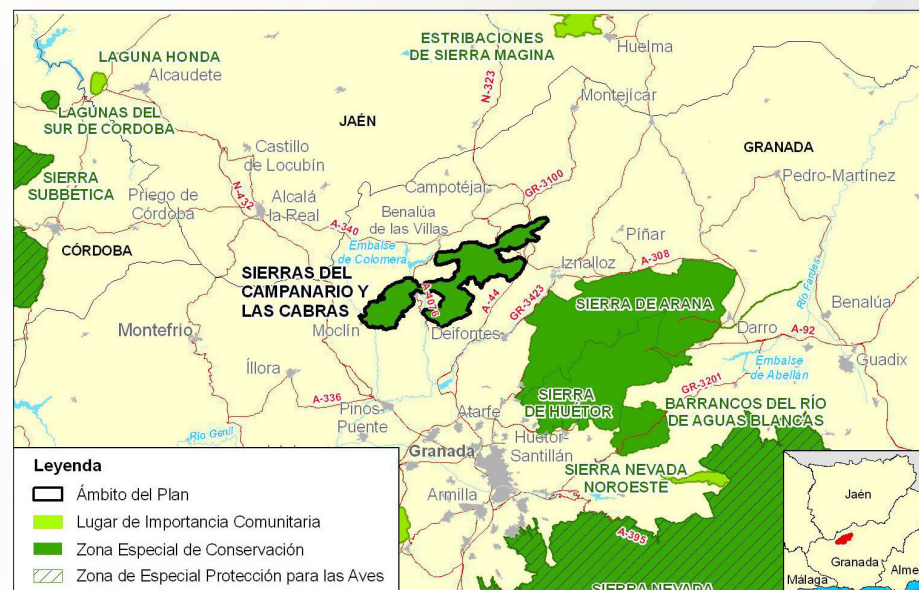 ESTRIBACIONES
DE SIERRA MAGINA
Huelma
LAGUNA HONDA
Alcaudete
N-323
Montejícar
LAGUNAS DEL
SUR DE CÓRDOBA
JAÉN
GRANADA
Castillo
de Locubín
SIERRA
SUBBÉTICA
Priego de
Córdoba
N-432
Alcalá
la Real
Campotéjar
GR-3100
Pedro-Martínez
A-340
Benalúa
de las Villas
Píñar
CÓRDOBA
Embalse
de Colomera
Iznalloz
A-308
SIERRAS DEL
CAMPANARIO Y
LAS CABRAS
A-4076
A-44
GR-3423
SIERRA DE ARANA
Río Fardes
Benalúa
Montefrío
Moclín
Deifontes
Darro
A-92
Embalse
de Abellán
Guadix
Íllora
GR-3201
A-336
Pinos-
Puente
Atarfe
SIERRA
DE HUÉTOR
BARRANCOS DEL RÍO
DE AGUAS BLANCAS
Río Genil
Granada
Huétor-
Santillán
SIERRA NEVADA
NOROESTE
Armilla
A-395
SIERRA NEVADA
Leyenda
Ámbito del Plan
Lugar de Importancia Comunitaria
Zona Especial de Conservación
Zona de Especial Protección para las Aves
Jaén
Granada
Málaga
Alme